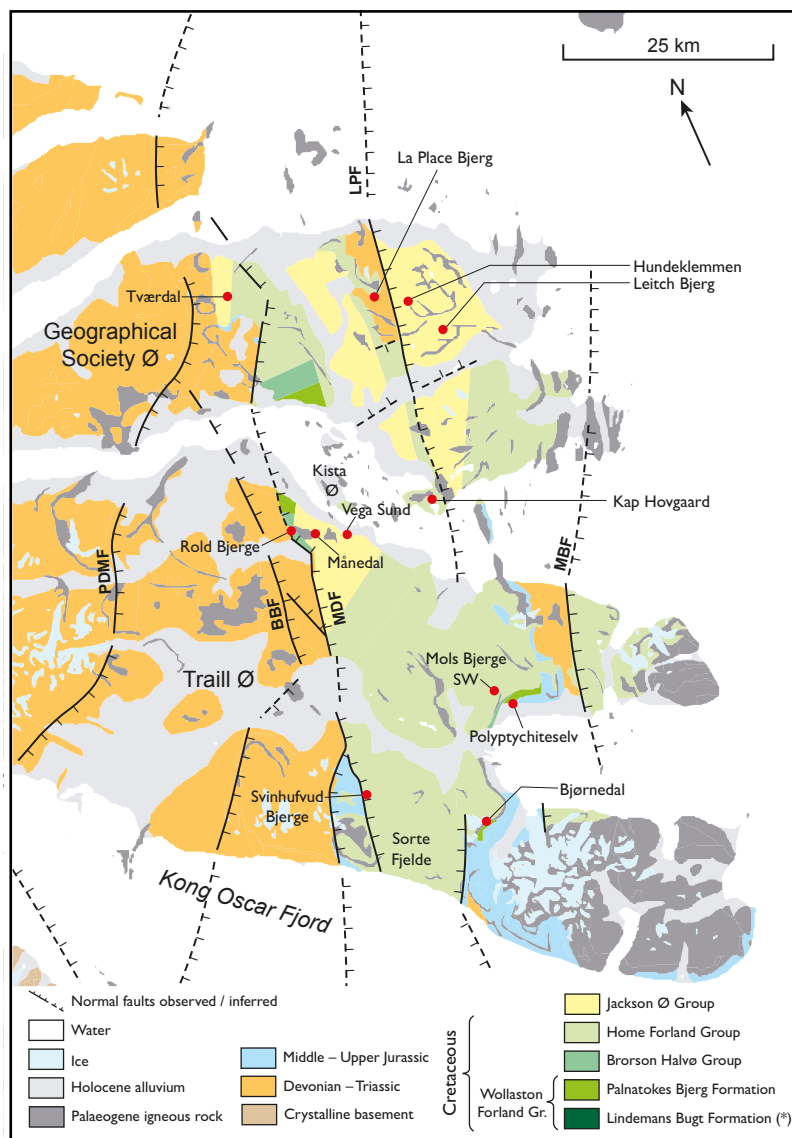 25 km
N
La Place Bjerg
LPF
Hundeklemmen
Leitch Bjerg
Tværdal
Geographical
Society Ø
Kista
Ø
Vega Sund
Kap Hovgaard
Rold Bjerge
Månedal
PDMF
BBF
MDF
MBF
Mols Bjerge
SW
Traill Ø
Polyptychiteselv
Svinhufvud
Bjerge
Bjørnedal
Sorte
Fjelde
Kong Oscar Fjord
Normal faults observed / inferred
Water
Ice
Holocene alluvium
Palaeogene igneous rock
Middle – Upper Jurassic
Devonian – Triassic
Crystalline basement
Cretaceous
Jackson Ø Group
Home Forland Group
Brorson Halvø Group
Wollaston
Forland Gr.
Palnatokes Bjerg Formation
Lindemans Bugt Formation (*)